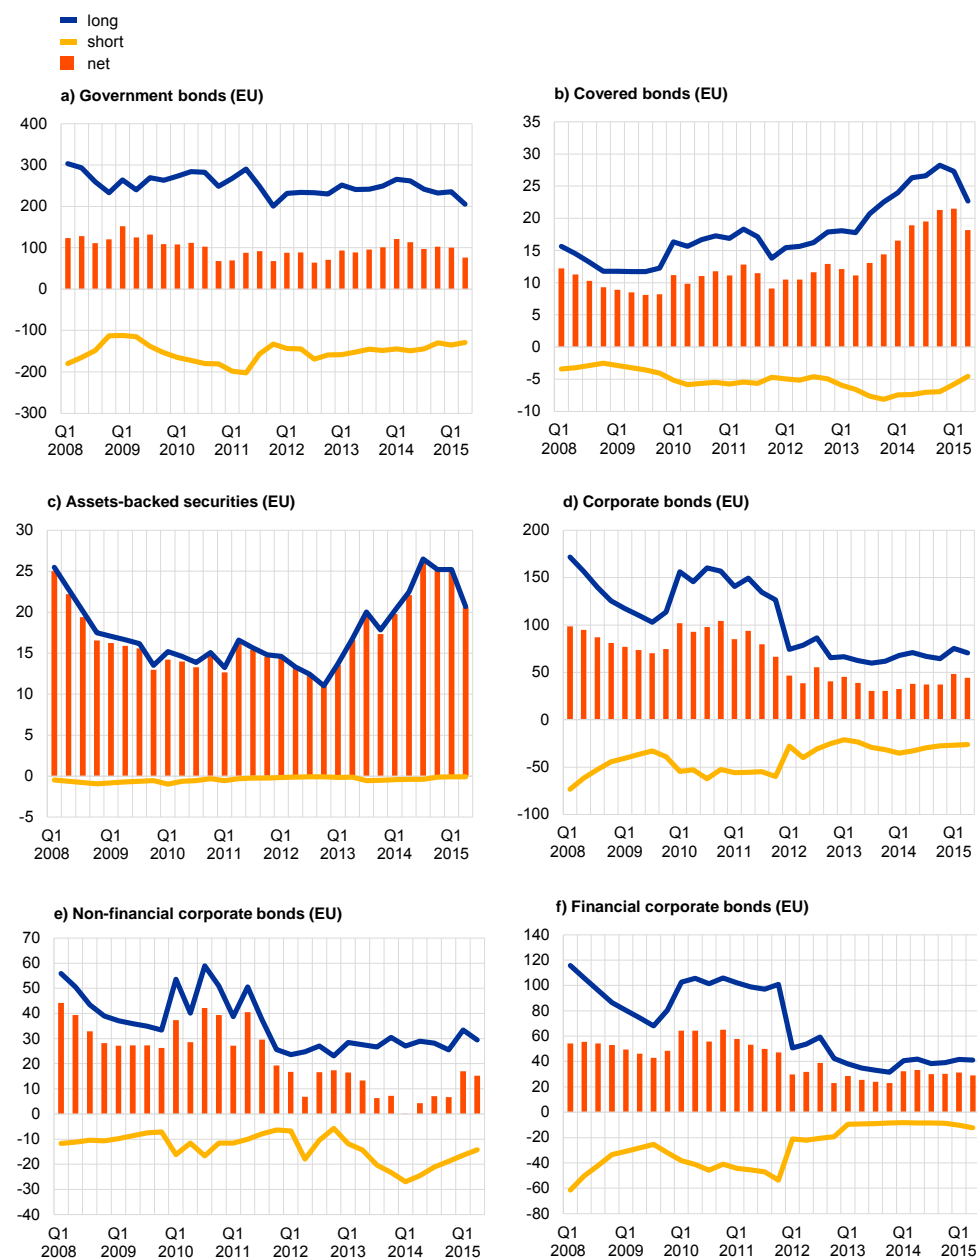 long
short
net
a) Government bonds (EU)
400
300
200
100
0
-100
-200
-300
Q1 Q1 Q1 Q1 Q1 Q1 Q1 Q1
2008 2009 2010 2011 2012 2013 2014 2015
b) Covered bonds (EU)
35
30
25
20
15
10
5
0
-5
-10
Q1 Q1 Q1 Q1 Q1 Q1 Q1 Q1
2008 2009 2010 2011 2012 2013 2014 2015
c) Assets-backed securities (EU)
30
25
20
15
10
5
0
-5
Q1 Q1 Q1 Q1 Q1 Q1 Q1 Q1
2008 2009 2010 2011 2012 2013 2014 2015
d) Corporate bonds (EU)
200
150
100
50
0
-50
-100
Q1 Q1 Q1 Q1 Q1 Q1 Q1 Q1
2008 2009 2010 2011 2012 2013 2014 2015
e) Non-financial corporate bonds (EU)
70
60
50
40
30
20
10
0
-10
-20
-30
-40
Q1 Q1 Q1 Q1 Q1 Q1 Q1 Q1
2008 2009 2010 2011 2012 2013 2014 2015
f) Financial corporate bonds (EU)
140
120
100
80
60
40
20
0
-20
-40
-60
-80
Q1 Q1 Q1 Q1 Q1 Q1 Q1 Q1
2008 2009 2010 2011 2012 2013 2014 2015